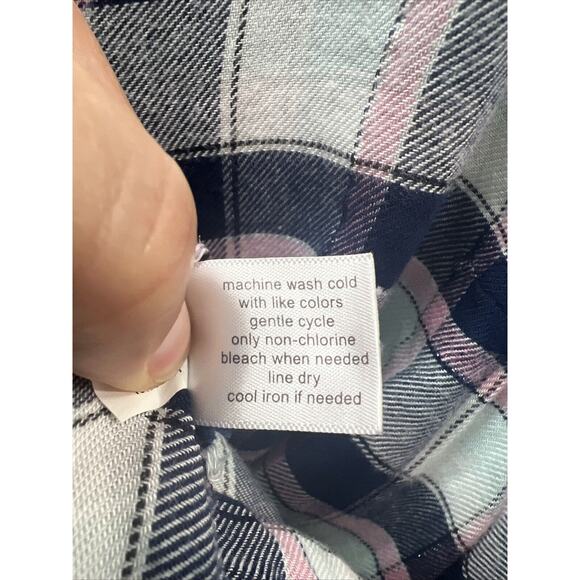 machine wash cold
with like colors
gentle cycle
only non-chlorine
bleach when needed
line dry
cool iron if needed